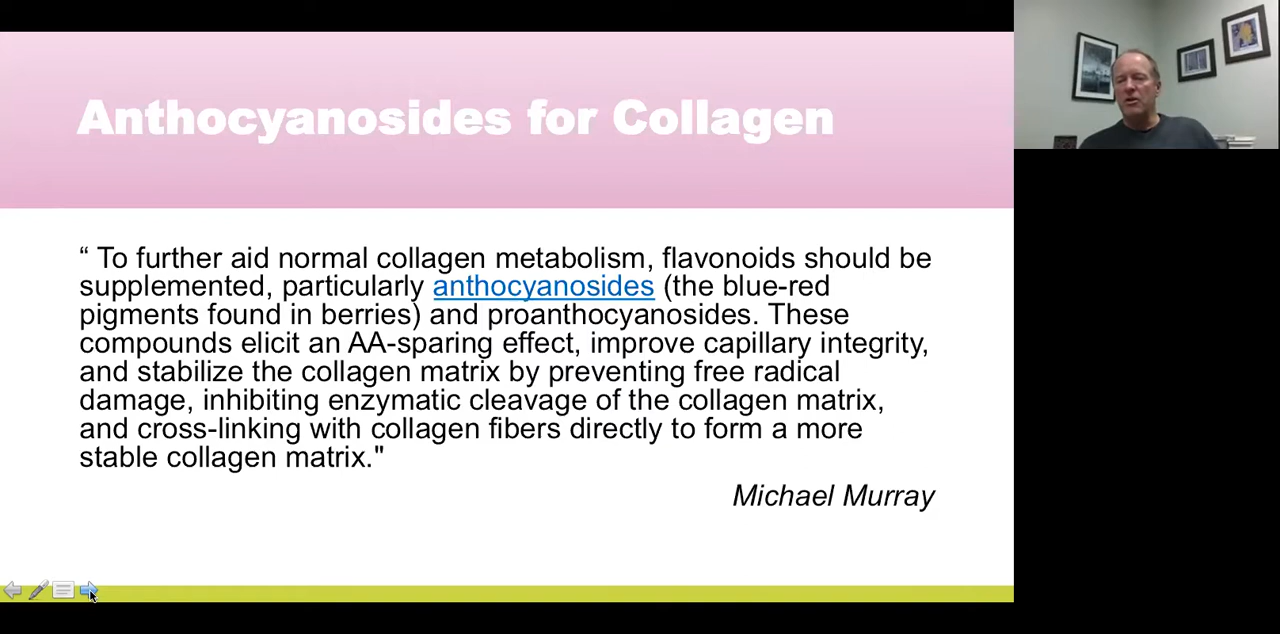 Anthocyanosides for Collagen
“ To further aid normal collagen metabolism, flavonoids should be
supplemented, particularly anthocyanosides (the blue-red
pigments found in berries) and proanthocyanosides. These
compounds elicit an AA-sparing effect, improve capillary integrity,
and stabilize the collagen matrix by preventing free radical
damage, inhibiting enzymatic cleavage of the collagen matrix,
and cross-linking with collagen fibers directly to form a more
stable collagen matrix."
Michael Murray